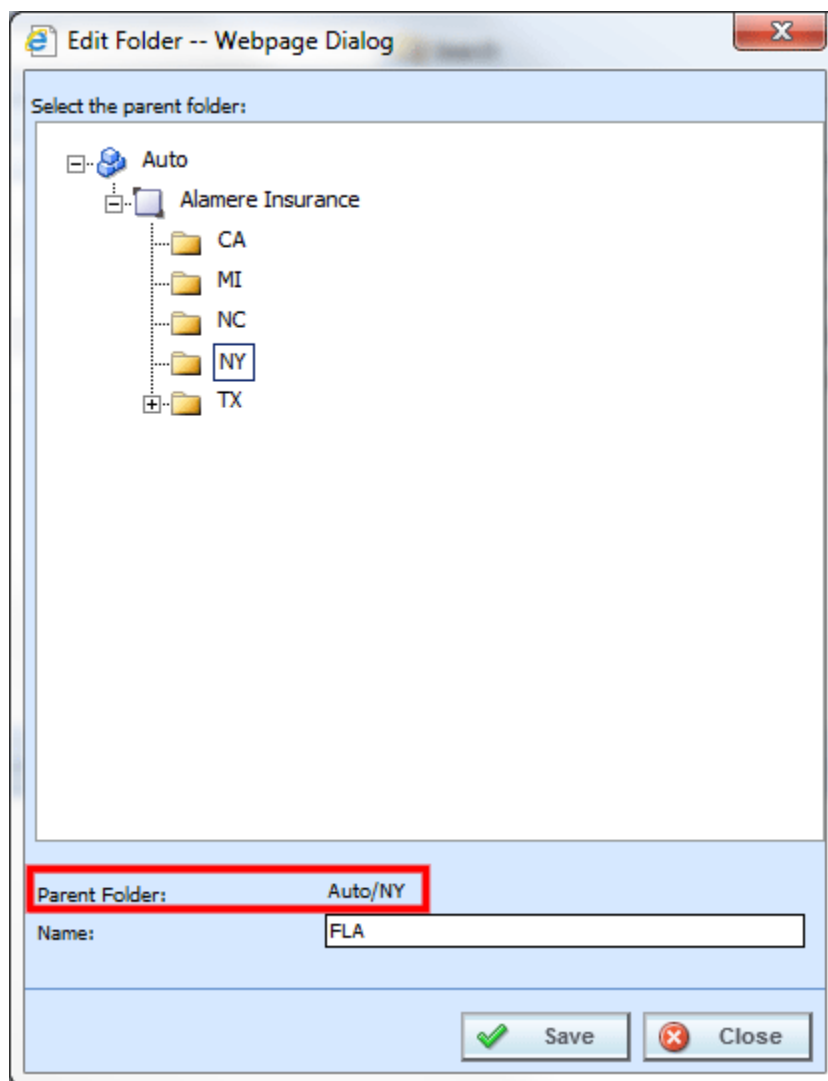 Edit Folder -- Webpage Dialog
Select the parent folder:
Auto
Alamere Insurance
CA
MI
NC
NY
TX
Parent Folder: Auto/NY
Name: FLA
Save Close